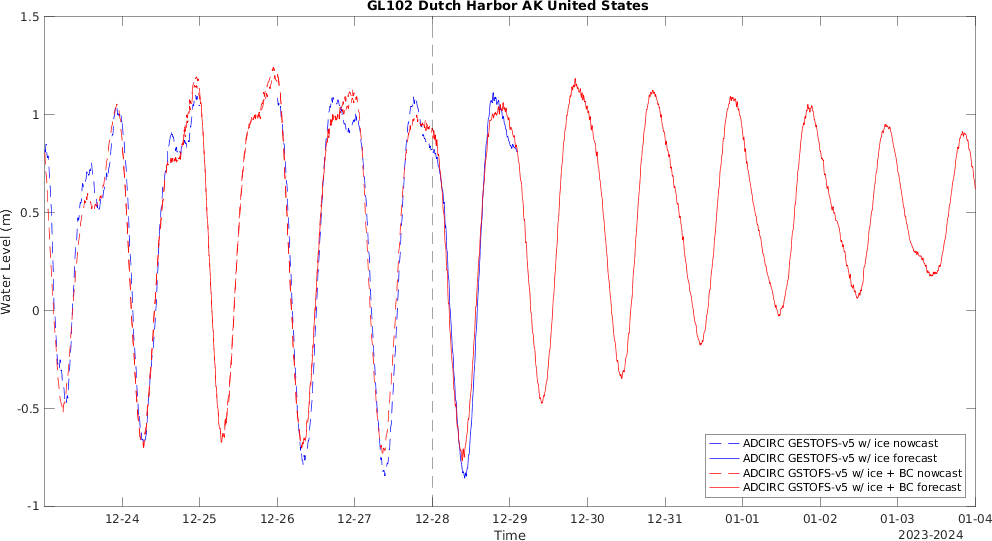 GL102 Dutch Harbor AK United States
Water Level (m)
1.5
1
0.5
0
-0.5
-1
ADCIRC GESTOFS-v5 w/ ice nowcast
ADCIRC GESTOFS-v5 w/ ice forecast
ADCIRC GSTOFS-v5 w/ ice + BC nowcast
ADCIRC GSTOFS-v5 w/ ice + BC forecast
12-24 12-25 12-26 12-27 12-28 12-29 12-30 12-31 01-01 01-02 01-03 01-04
Time
2023-2024